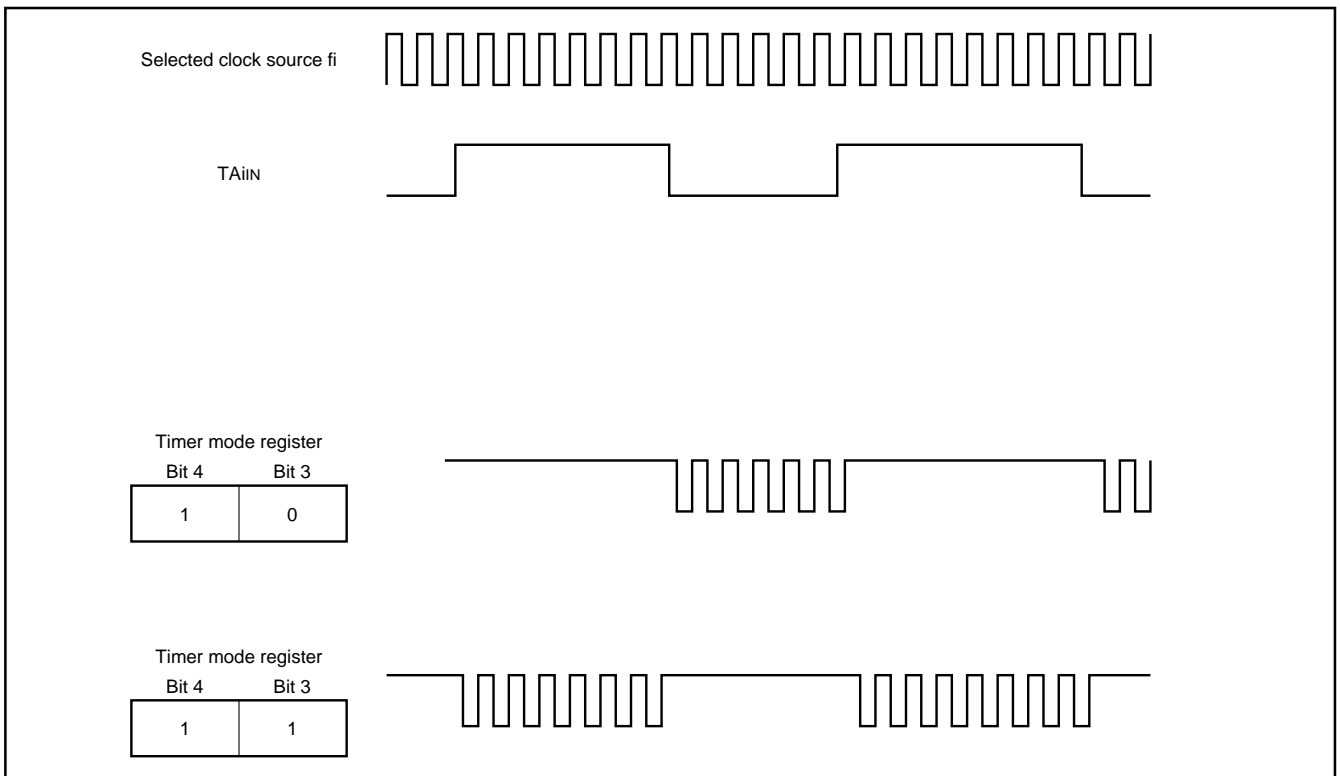 Selected clock source fi
TAiIN
Timer mode register
Bit 4 Bit 3
1 0
Timer mode register
Bit 4 Bit 3
1 1